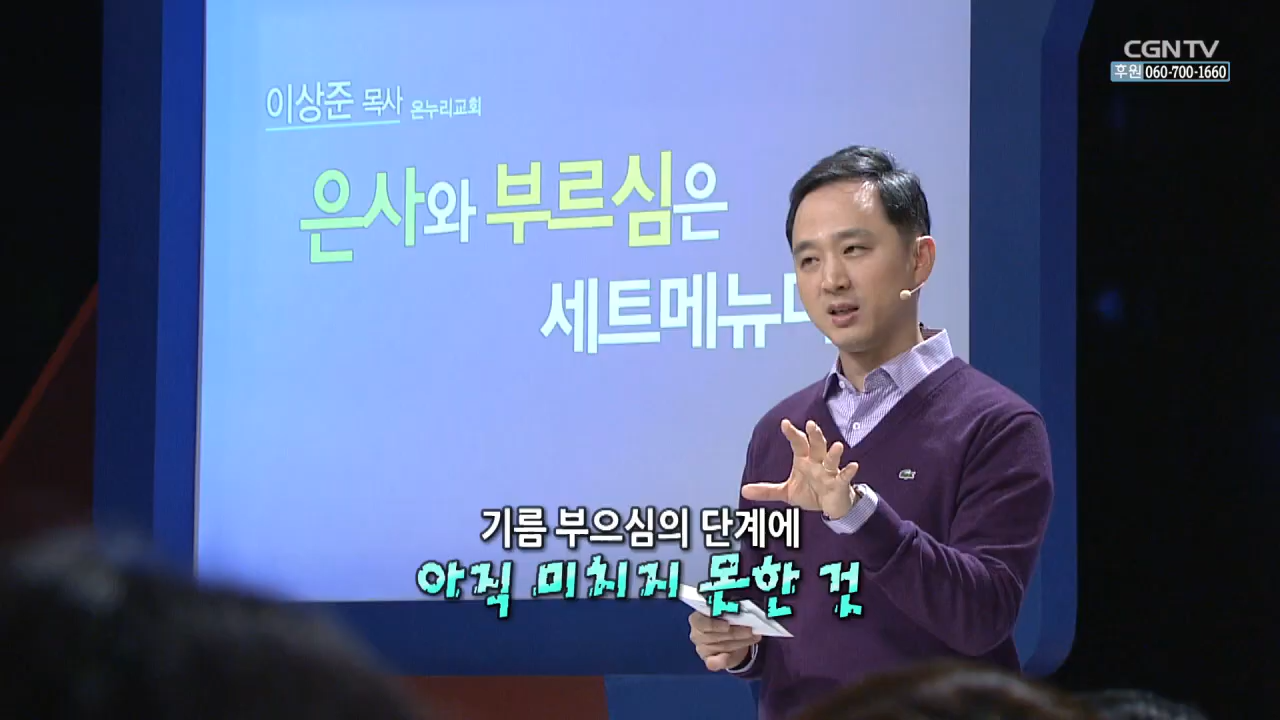 CGNTV
후원 060-700-1660
이상준 목사 온누리교회
은사와 부르심은
세트메뉴
기름 부으심의 단계에
아직 미치지 못한 것